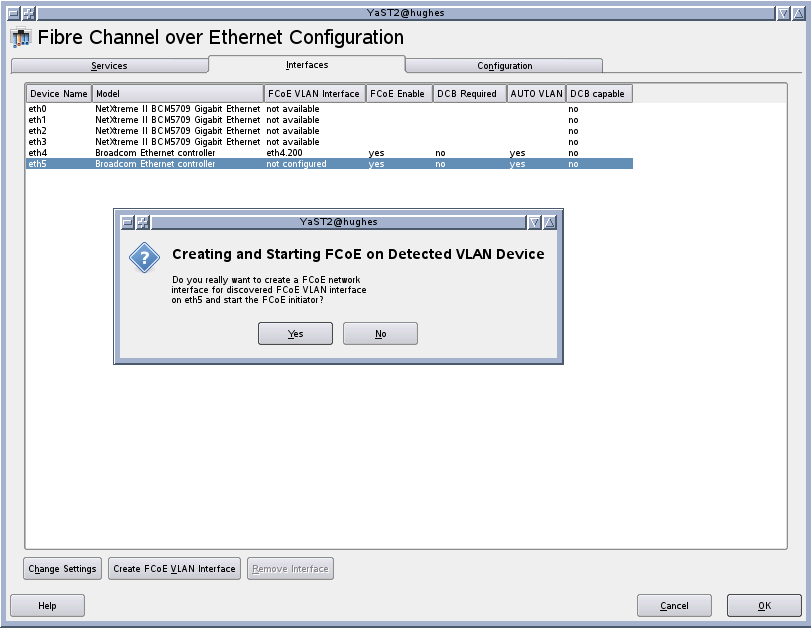 YaST2@hughes
Fibre Channel over Ethernet Configuration
Services Interfaces Configuration
Device Name Model FCoE VLAN Interface FCoE Enable DCB Required AUTO VLAN DCB capable
eth0 NetXtreme II BCM5709 Gigabit Ethernet not available no
eth1 NetXtreme II BCM5709 Gigabit Ethernet not available no
eth2 NetXtreme II BCM5709 Gigabit Ethernet not available no
eth3 NetXtreme II BCM5709 Gigabit Ethernet not available no
eth4 Broadcom Ethernet controller eth4.200 yes no yes no
eth5 Broadcom Ethernet controller not configured yes no yes no
YaST2@hughes
Creating and Starting FCoE on Detected VLAN Device
Do you really want to create a FCoE network
interface for discovered FCoE VLAN interface
on eth5 and start the FCoE initiator?
Yes No
Change Settings Create FCoE VLAN Interface Remove Interface
Help Cancel OK